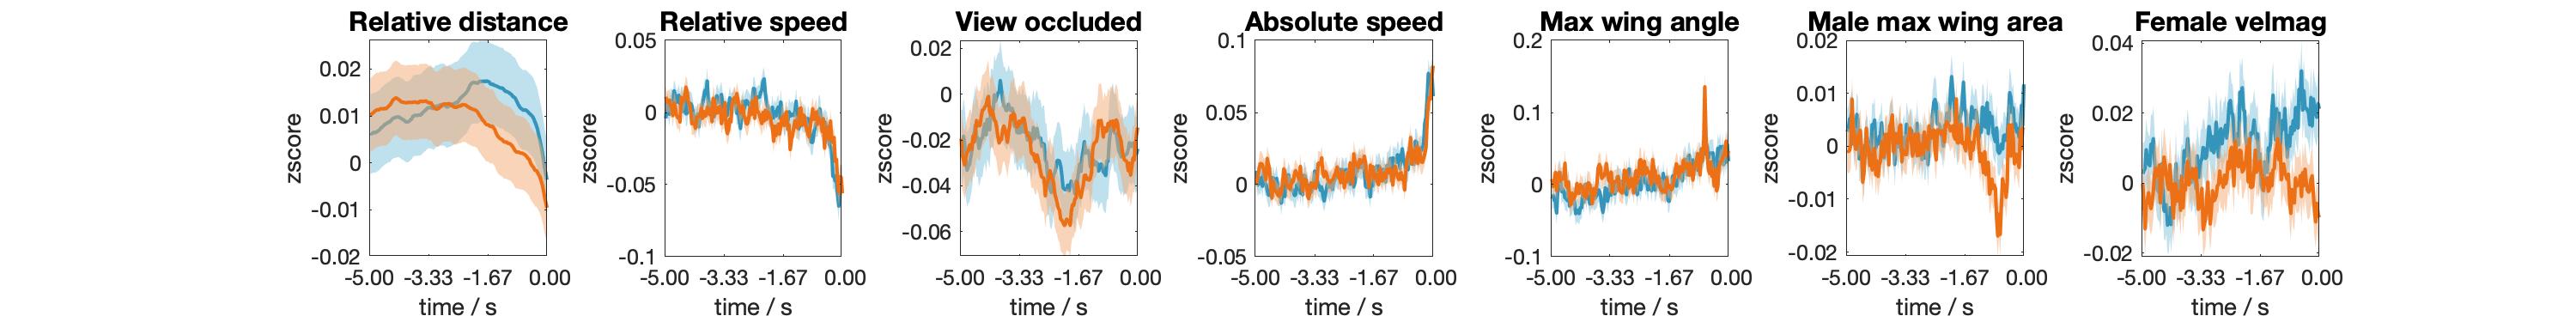 Relative distance
0.02
0.01
0
-0.01
-0.02
zscore
-5.00 -3.33 -1.67 0.00
time / s
Relative speed
0.05
0
-0.05
-0.1
zscore
-5.00 -3.33 -1.67 0.00
time / s
View occluded
0.02
0
-0.02
-0.04
-0.06
zscore
-5.00 -3.33 -1.67 0.00
time / s
Absolute speed
0.1
0.05
0
-0.05
zscore
-5.00 -3.33 -1.67 0.00
time / s
Max wing angle
0.2
0.1
0
-0.1
zscore
-5.00 -3.33 -1.67 0.00
time / s
Male max wing area
0.02
0.01
0
-0.01
-0.02
zscore
-5.00 -3.33 -1.67 0.00
time / s
Female velmag
0.04
0.02
0
-0.02
zscore
-5.00 -3.33 -1.67 0.00
time / s